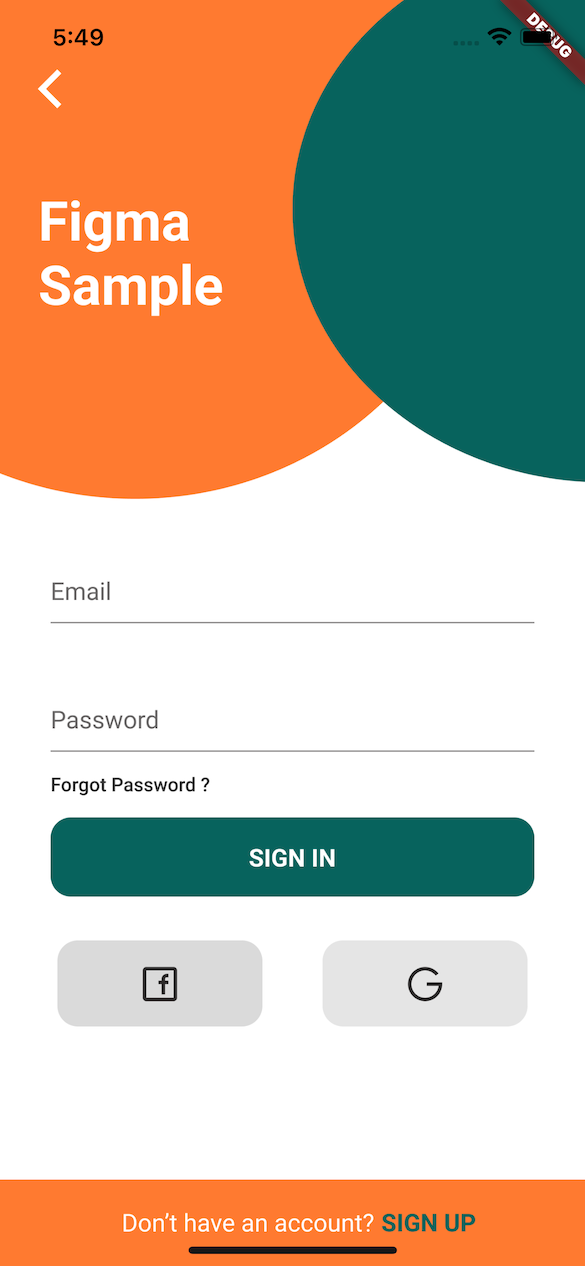 5:49
DEBUG
Figma
Sample
Email
Password
Forgot Password ?
SIGN IN
f
G
Don’t have an account? SIGN UP